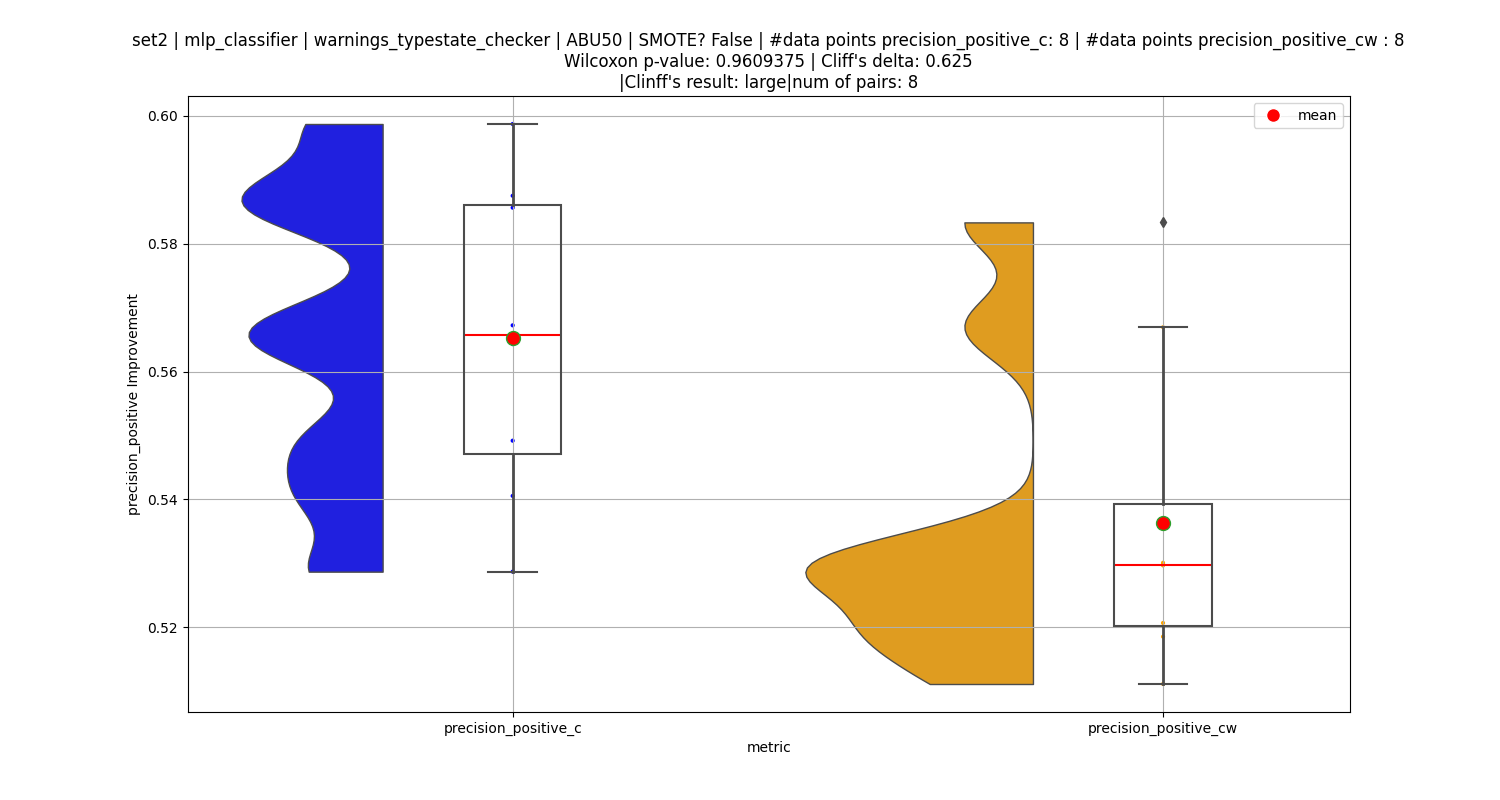 set2 | mlp_classifier | warnings_typestate_checker | ABU50 | SMOTE? False | #data points precision_positive_c: 8 | #data points precision_positive_cw : 8
Wilcoxon p-value: 0.9609375 | Cliff's delta: 0.625
|Clinff's result: large|num of pairs: 8
mean
0.60
0.58
0.56
0.54
0.52
precision_positive Improvement
precision_positive_c
precision_positive_cw
metric